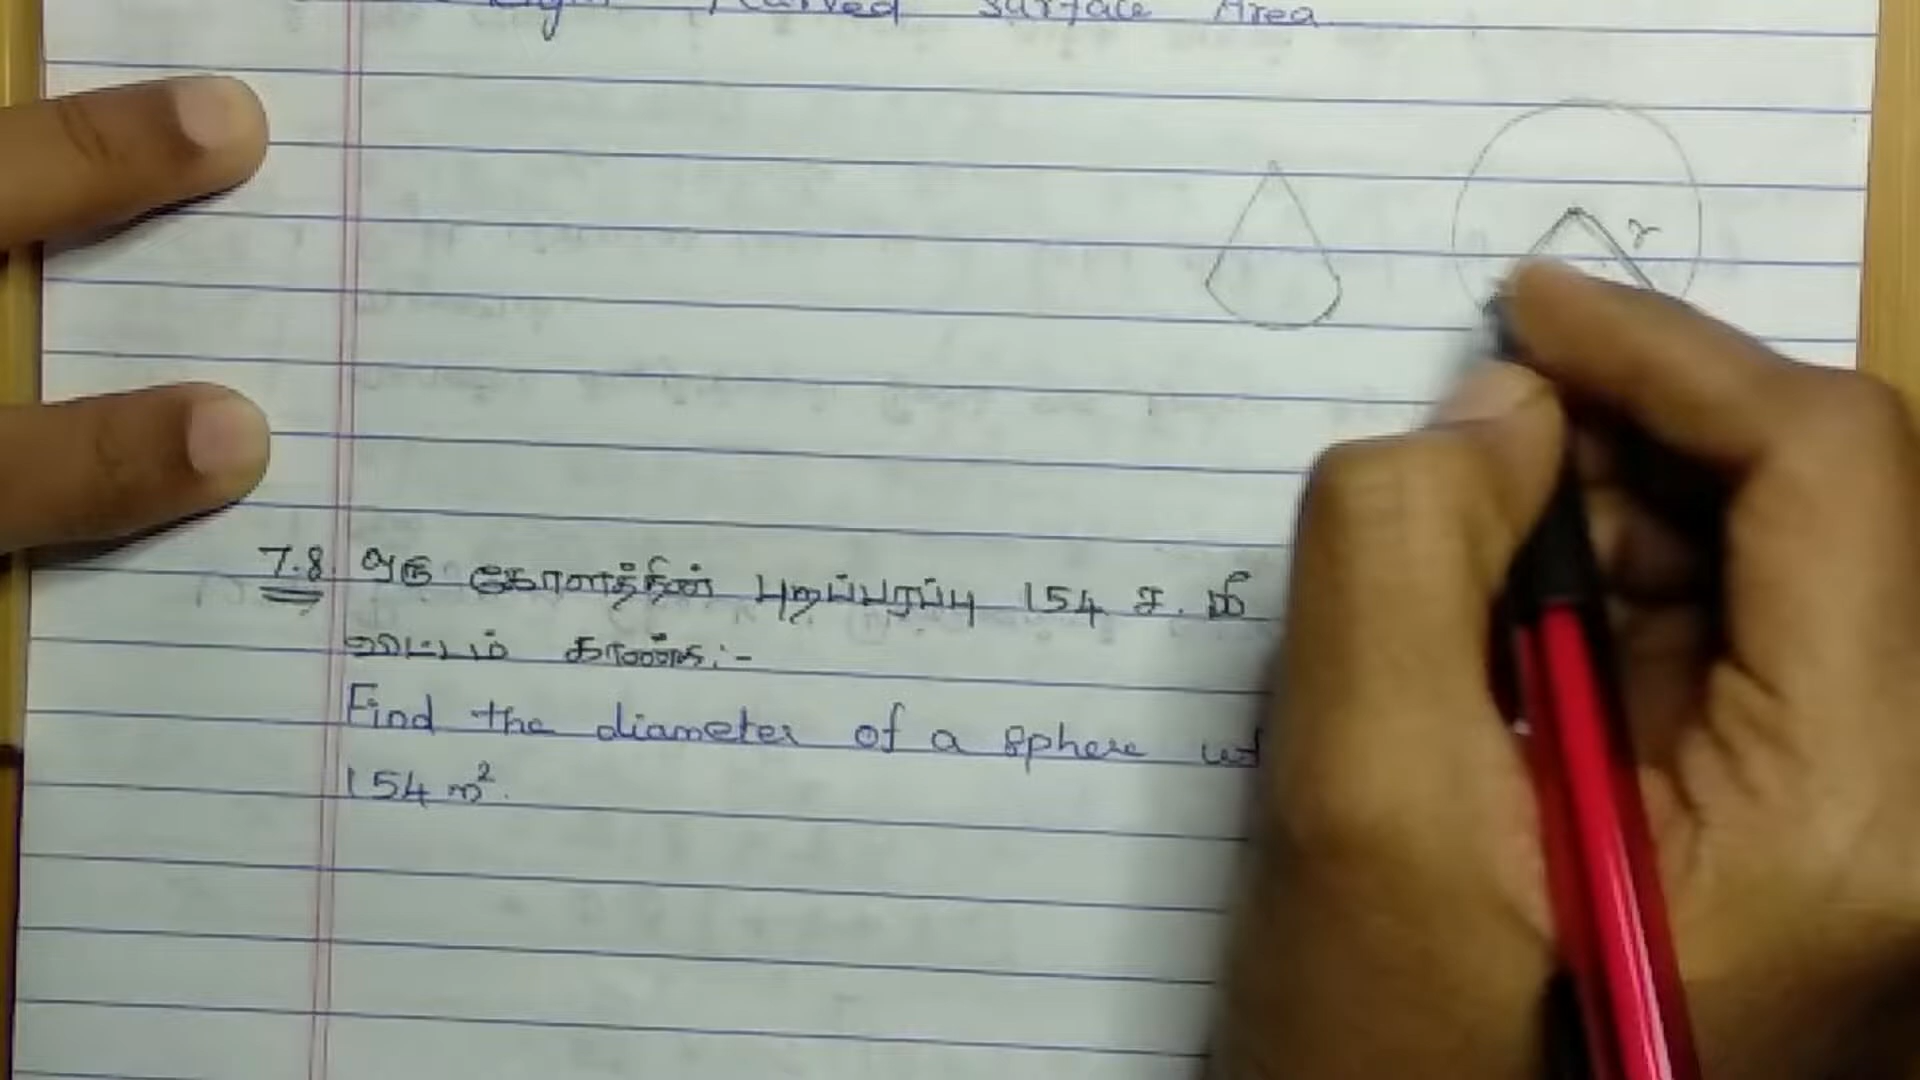 Curved Surface Area
r
7.8 ஒரு கோளத்தின் புறப்பரப்பு 154 ச. மீ
விட்டம் காண்க:-
Find the diameter of a sphere
154 m².